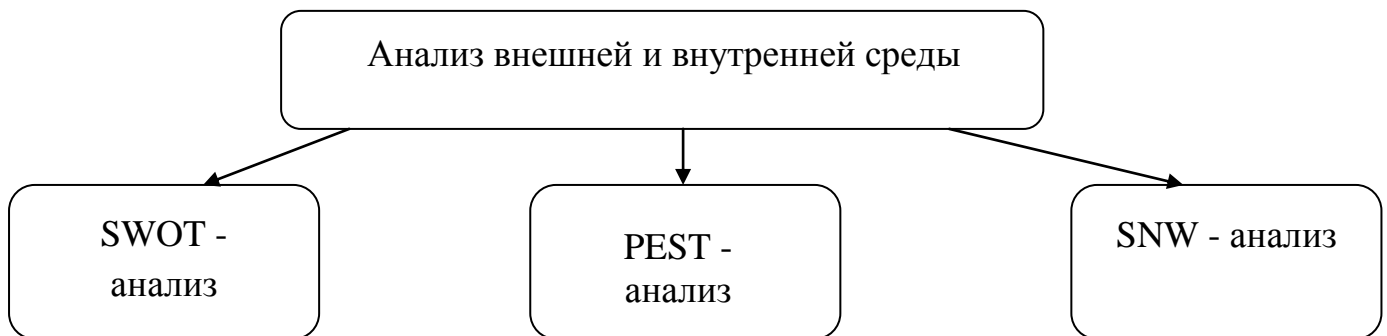 Анализ внешней и внутренней среды
SWOT -
анализ
PEST -
анализ
SNW - анализ